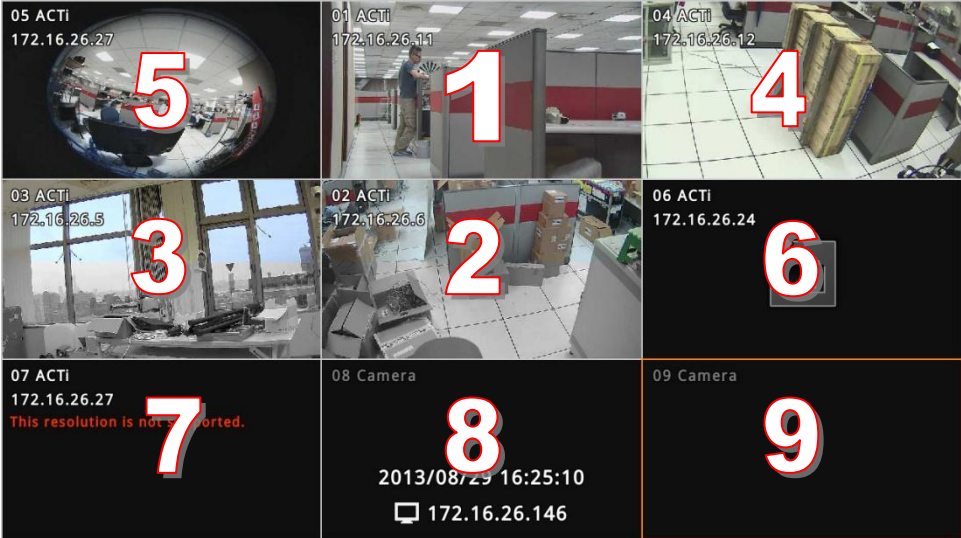 05 ACTi
172.16.26.27
5
01 ACTi
172.16.26.11
1
04 ACTi
172.16.26.12
4
03 ACTi
172.16.26.5
3
02 ACTi
172.16.26.6
2
06 ACTi
172.16.26.24
6
07 ACTi
172.16.26.27
This resolution is not supported.
7
08 Camera
8
2013/08/29 16:25:10
172.16.26.146
09 Camera
9